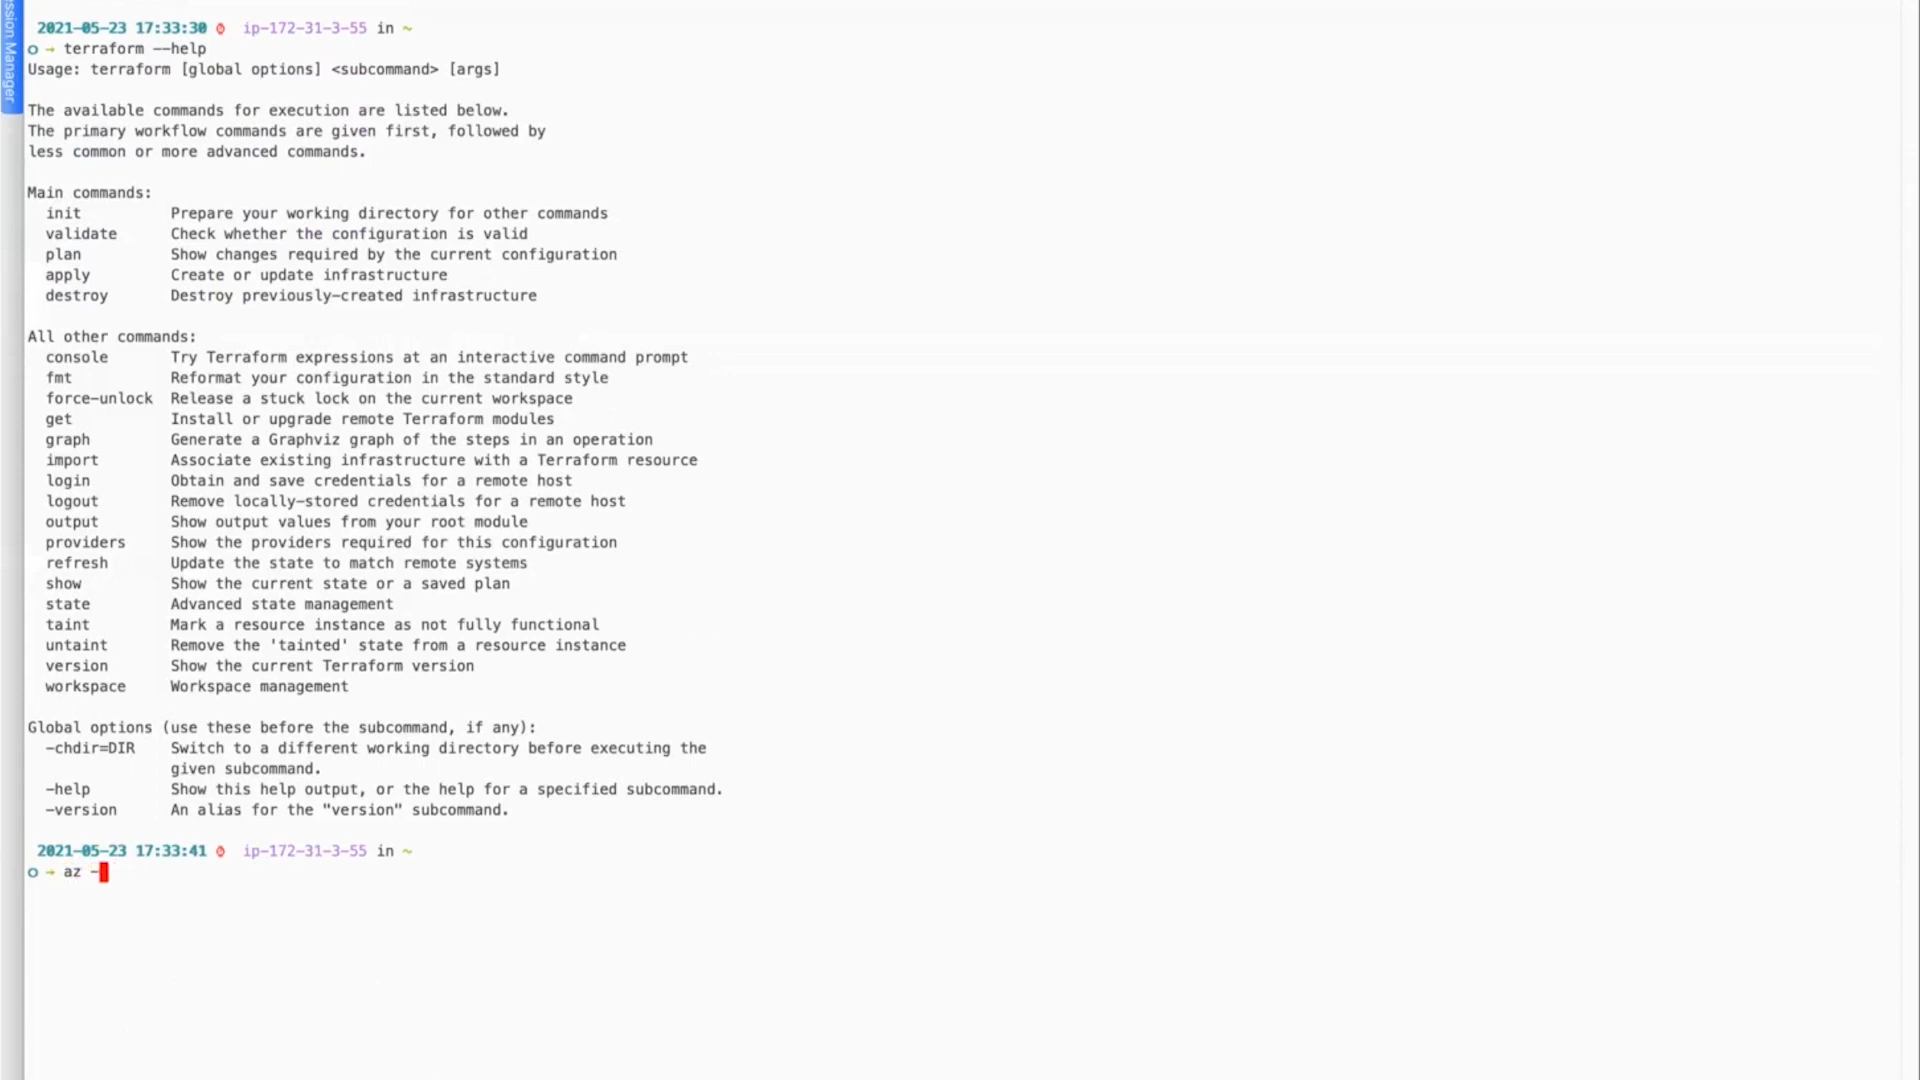 ssion Manager
2021-05-23 17:33:30 ip-172-31-3-55 in ~
→ terraform --help
Usage: terraform [global options] <subcommand> [args]
The available commands for execution are listed below.
The primary workflow commands are given first, followed by
less common or more advanced commands.
Main commands:
init Prepare your working directory for other commands
validate Check whether the configuration is valid
plan Show changes required by the current configuration
apply Create or update infrastructure
destroy Destroy previously-created infrastructure
All other commands:
console Try Terraform expressions at an interactive command prompt
fmt Reformat your configuration in the standard style
force-unlock Release a stuck lock on the current workspace
get Install or upgrade remote Terraform modules
graph Generate a Graphviz graph of the steps in an operation
import Associate existing infrastructure with a Terraform resource
login Obtain and save credentials for a remote host
logout Remove locally-stored credentials for a remote host
output Show output values from your root module
providers Show the providers required for this configuration
refresh Update the state to match remote systems
show Show the current state or a saved plan
state Advanced state management
taint Mark a resource instance as not fully functional
untaint Remove the 'tainted' state from a resource instance
version Show the current Terraform version
workspace Workspace management
Global options (use these before the subcommand, if any):
-chdir=DIR Switch to a different working directory before executing the
given subcommand.
-help Show this help output, or the help for a specified subcommand.
-version An alias for the "version" subcommand.
2021-05-23 17:33:41 ip-172-31-3-55 in ~
→ az -